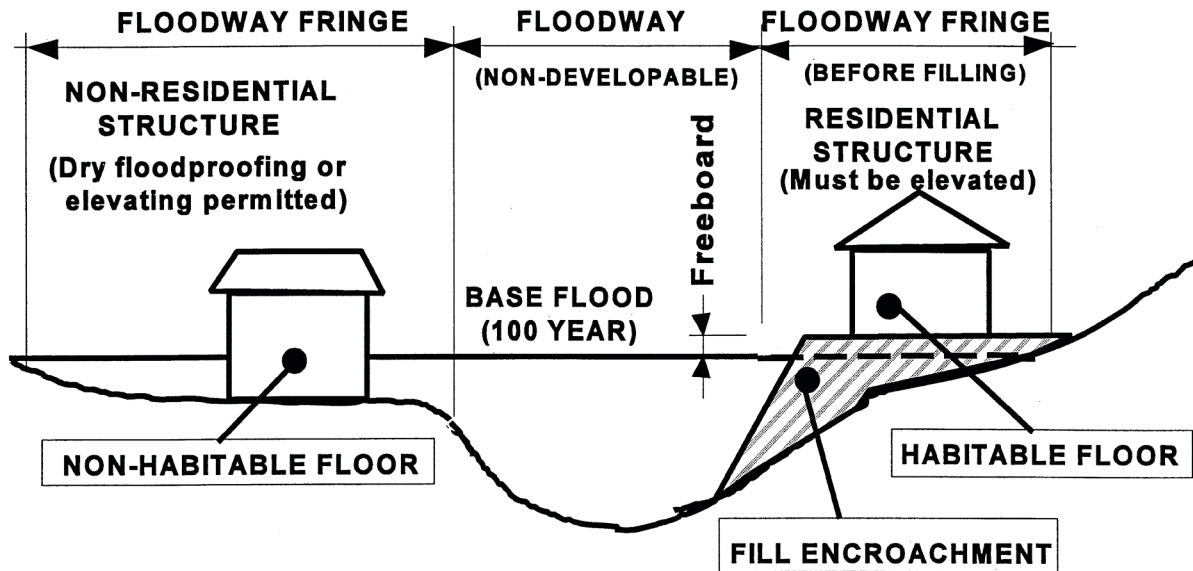 FLOODWAY FRINGE
FLOODWAY
FLOODWAY FRINGE
(NON-DEVELOPABLE)
(BEFORE FILLING)
NON-RESIDENTIAL
STRUCTURE
(Dry floodproofing or
elevating permitted)
Freeboard
RESIDENTIAL
STRUCTURE
(Must be elevated)
BASE FLOOD
(100 YEAR)
NON-HABITABLE FLOOR
HABITABLE FLOOR
FILL ENCROACHMENT